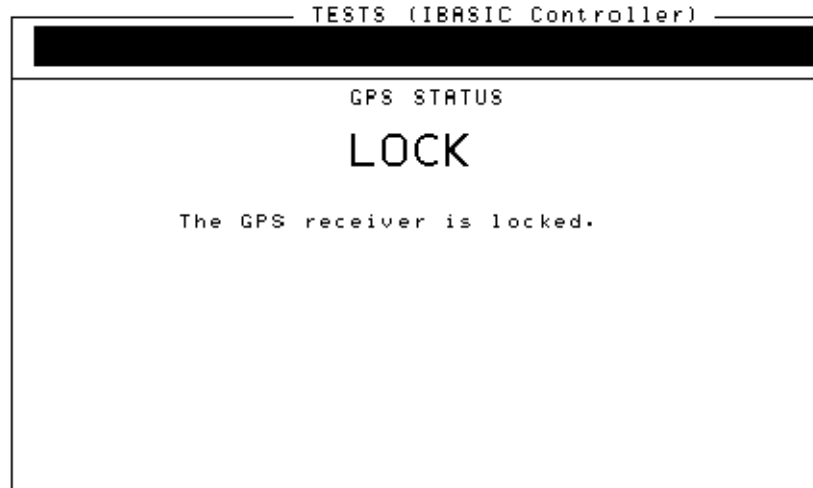 TESTS (IBASIC Controller)
GPS STATUS
LOCK
The GPS receiver is locked.